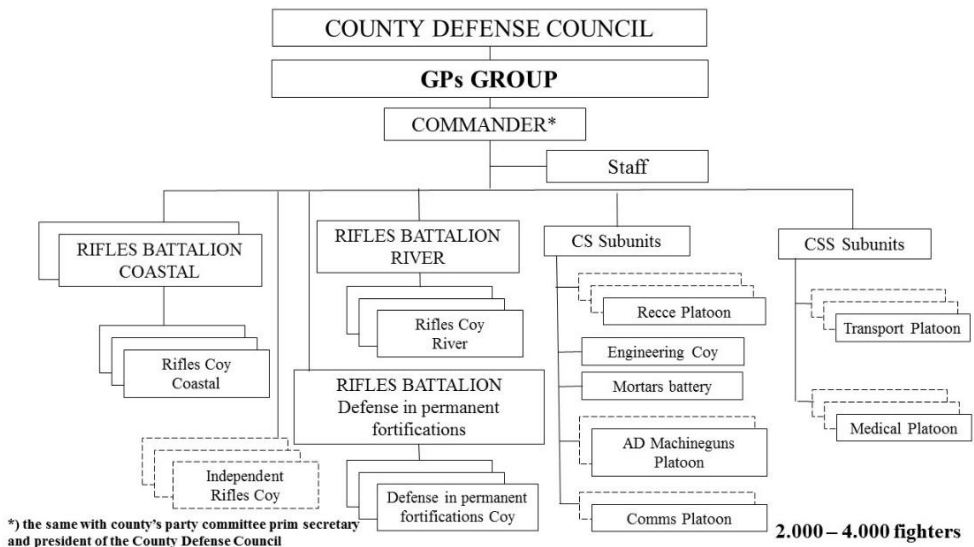 COUNTY DEFENSE COUNCIL
GPs GROUP
COMMANDER*
Staff
RIFLES BATTALION
COASTAL
Rifles Coy
Coastal
Independent
Rifles Coy
RIFLES BATTALION
RIVER
Rifles Coy
River
RIFLES BATTALION
Defense in permanent
fortifications
Defense in permanent
fortifications Coy
CS Subunits
Recce Platoon
Engineering Coy
Mortars battery
AD Machineguns
Platoon
Comms Platoon
CSS Subunits
Transport Platoon
Medical Platoon
*) the same with county's party committee prim secretary
and president of the County Defense Council
2.000 – 4.000 fighters